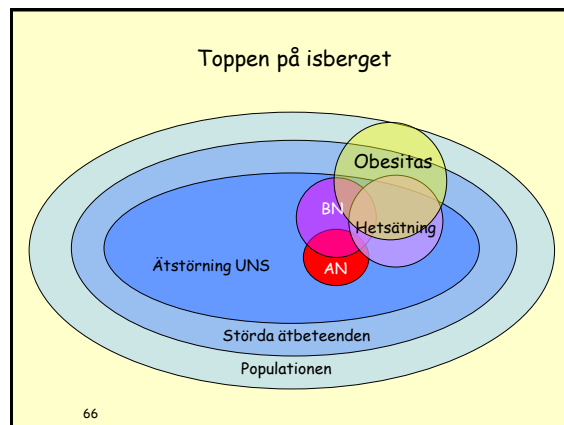 Toppen på isberget
Obesitas
BN
Hetsätning
Ätstörning UNS
AN
Störda ätbeteenden
Populationen
66